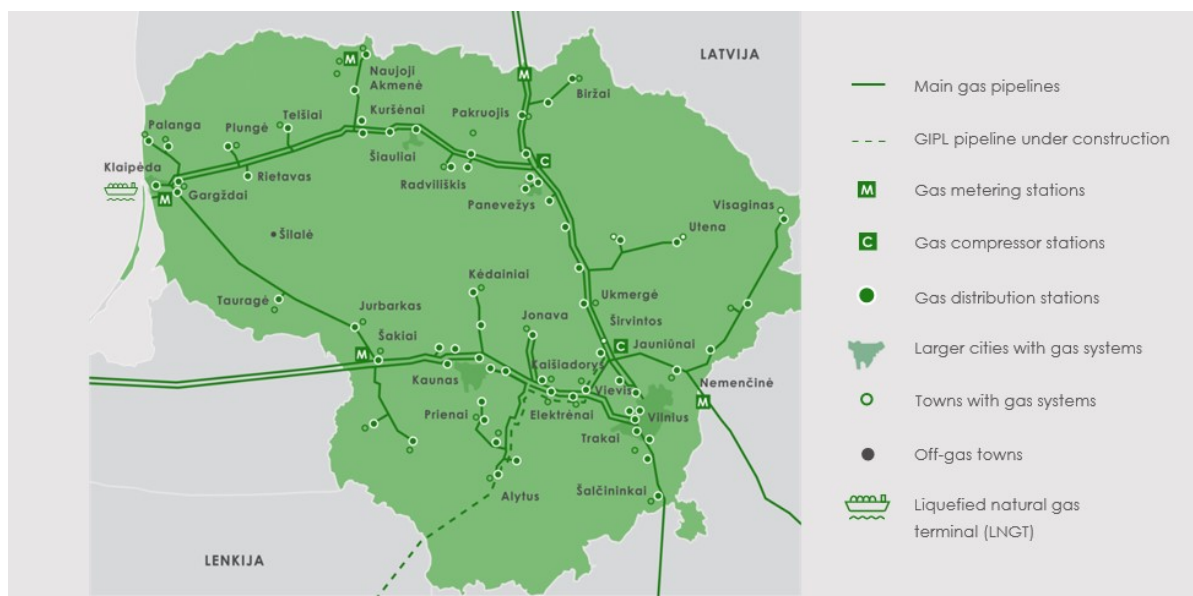 LATVIJA
M
Naujoji
Akmenė
M
Biržai
Telšiai
Kuršėnai
Pakruojis
Palanga
Plungė
Šiauliai
C
Klaipėda
Rietavas
Radviliškis
M
Gargždai
Panevėžys
Visaginas
Utena
Šilalė
Kėdainiai
Ukmergė
Tauragė
Jurbarkas
Jonava
Širvintos
Šakiai
C
Jauniūnai
M
Kaišiadorys
Kaunas
Nemenčinė
Vievis
M
Prienai
Elektrėnai
Vilnius
Trakai
Alytus
Šalčininkai
LENKIJA
Main gas pipelines
GIPL pipeline under construction
M Gas metering stations
C Gas compressor stations
Gas distribution stations
Larger cities with gas systems
Towns with gas systems
Off-gas towns
Liquefied natural gas
terminal (LNGT)